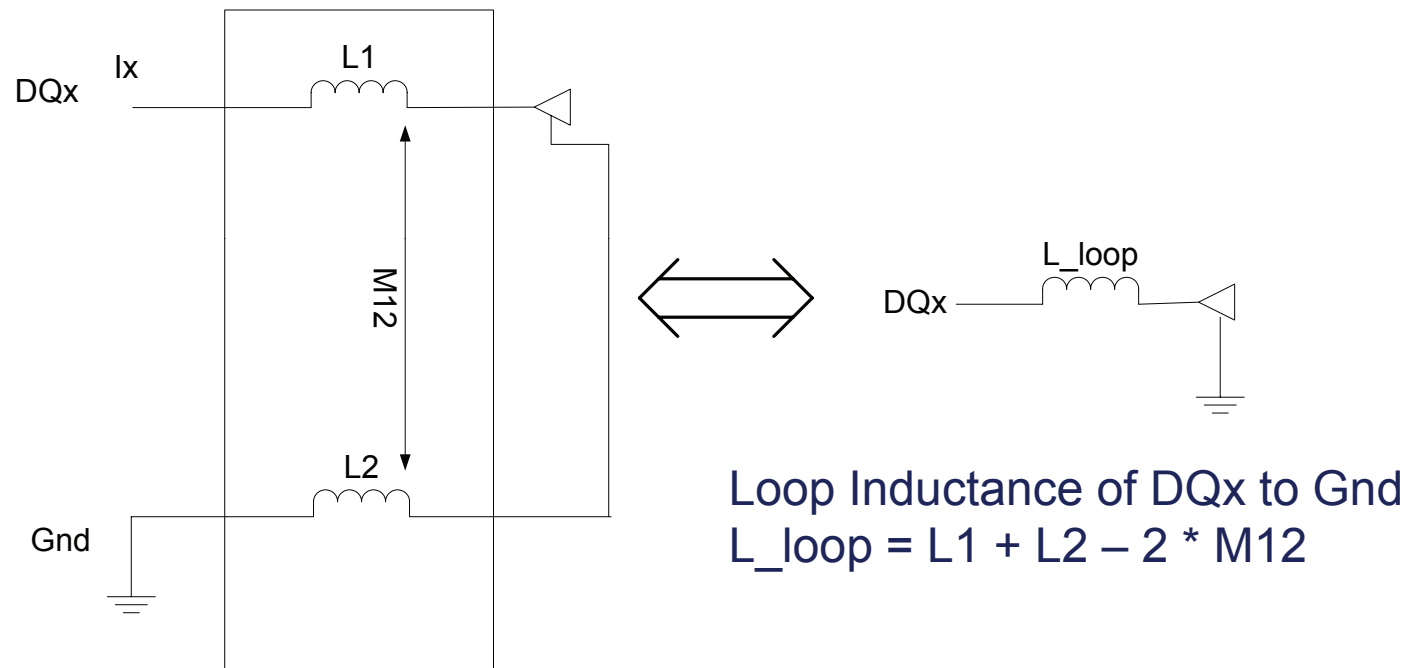 L1
Ix
DQx
M12
L2
Gnd
L_loop
DQx
Loop Inductance of DQx to Gnd
L_loop = L1 + L2 – 2 * M12